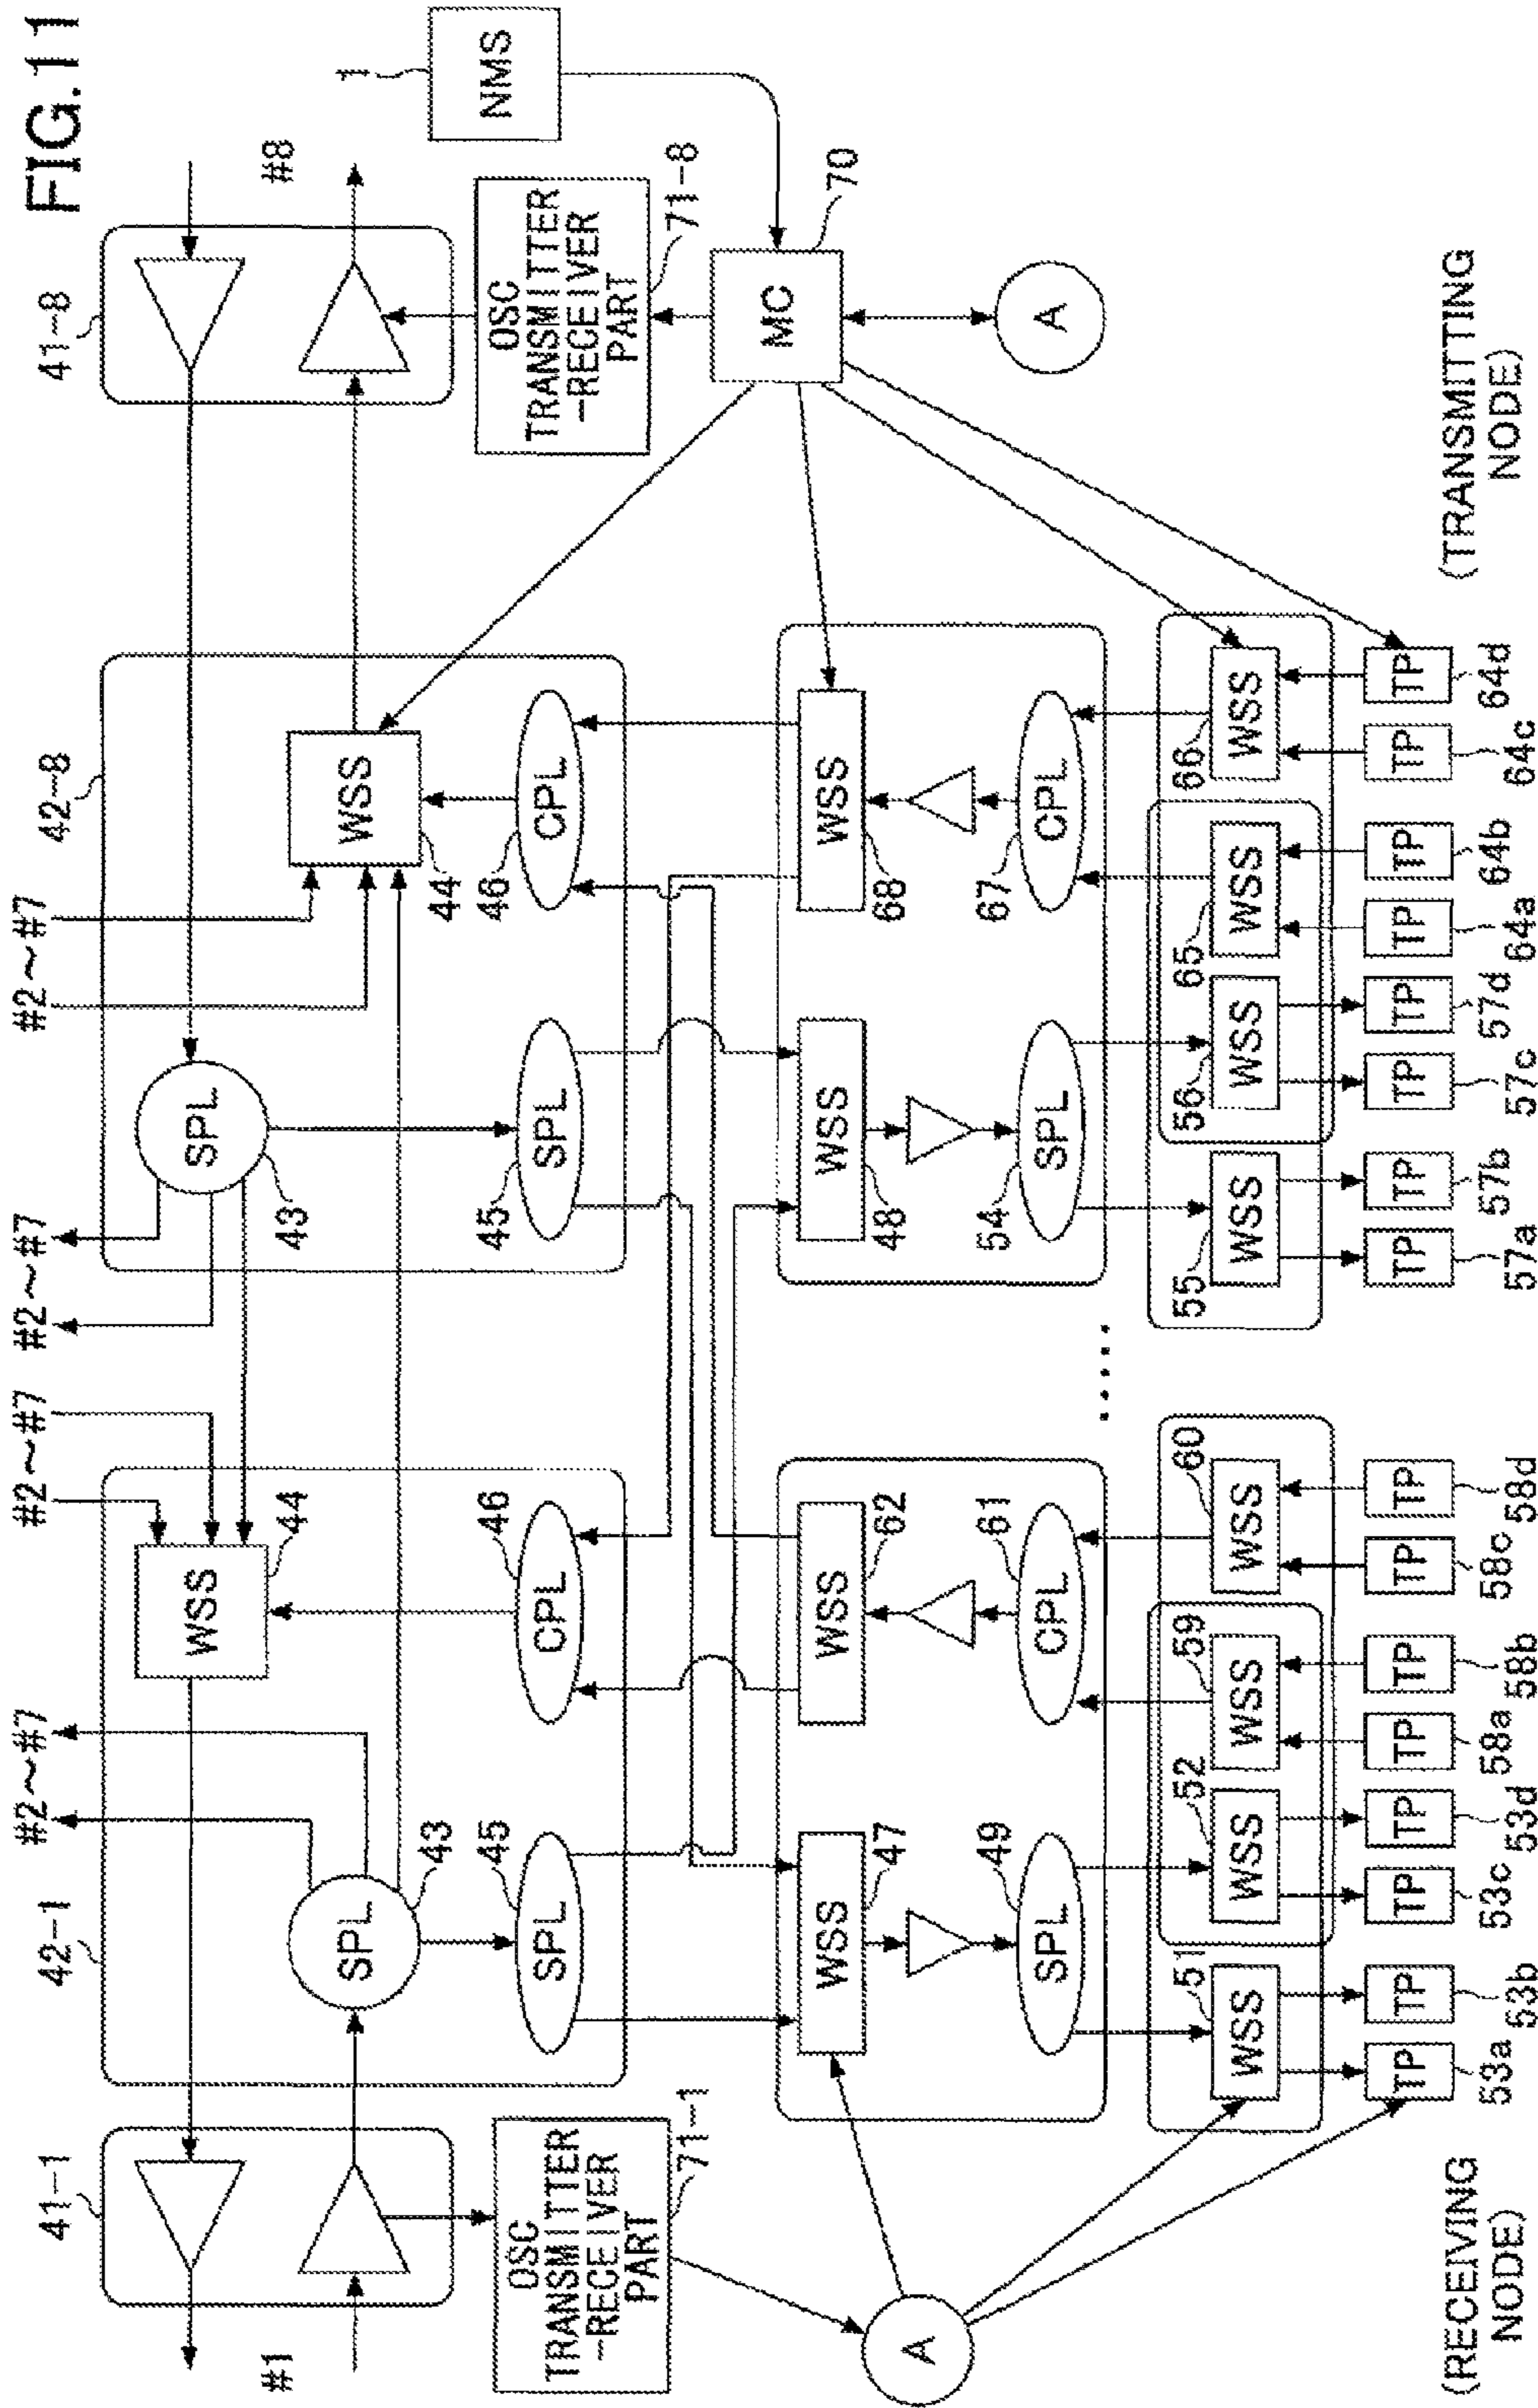 FIG.11
41-1
#1
OSC
TRANSMITTER
-RECEIVER
PART
71-1
A
(RECEIVING
NODE)
42-1
SPL
43
SPL
45
#2~#7
WSS
44
CPL
46
#2~#7
WSS
47
SPL
49
WSS
62
CPL
61
WSS
51
WSS
52
WSS
59
WSS
60
TP
53a
TP
53b
TP
53c
TP
53d
TP
58a
TP
58b
TP
58c
TP
58d
#2~#7
42-8
SPL
43
SPL
45
#2~#7
WSS
44
CPL
46
WSS
48
SPL
54
WSS
68
CPL
67
WSS
55
WSS
56
WSS
65
WSS
66
TP
57a
TP
57b
TP
57c
TP
57d
TP
64a
TP
64b
TP
64c
TP
64d
41-8
#8
OSC
TRANSMITTER
-RECEIVER
PART
71-8
NMS
1
MC
70
A
(TRANSMITTING
NODE)